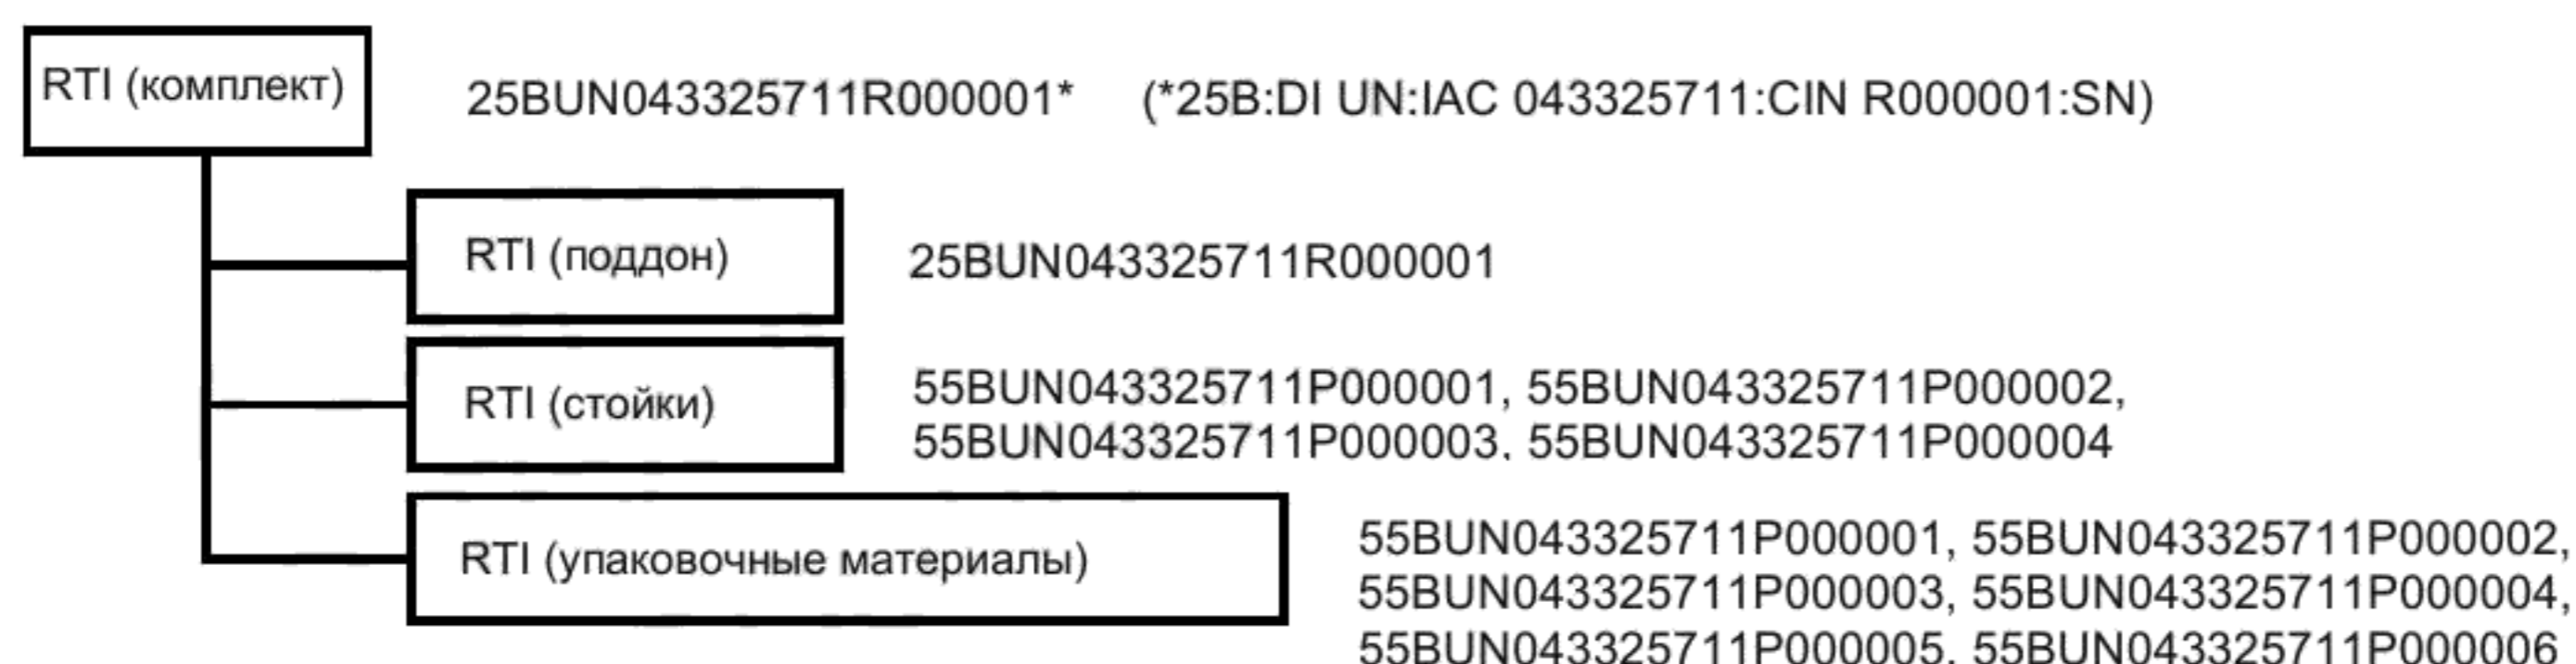 RTI (комплект)
25BUN043325711R000001* (*25B:DI UN:IAC 043325711:CIN R000001:SN)
RTI (поддон)
25BUN043325711R000001
RTI (стойки)
55BUN043325711P000001, 55BUN043325711P000002,
55BUN043325711P000003, 55BUN043325711P000004
RTI (упаковочные материалы)
55BUN043325711P000001, 55BUN043325711P000002,
55BUN043325711P000003, 55BUN043325711P000004,
55BUN043325711P000005, 55BUN043325711P000006